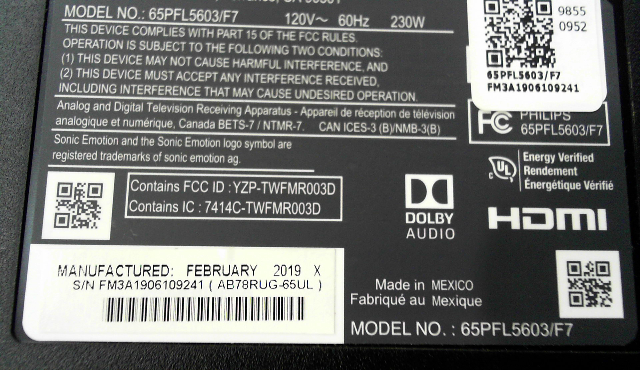 MODEL NO.: 65PFL5603/F7 120V~ 60Hz 230W
THIS DEVICE COMPLIES WITH PART 15 OF THE FCC RULES.
OPERATION IS SUBJECT TO THE FOLLOWING TWO CONDITIONS:
(1) THIS DEVICE MAY NOT CAUSE HARMFUL INTERFERENCE, AND
(2) THIS DEVICE MUST ACCEPT ANY INTERFERENCE RECEIVED,
INCLUDING INTERFERENCE THAT MAY CAUSE UNDESIRED OPERATION.
Analog and Digital Television Receiving Apparatus - Appareil de réception de télévision
analogique et numérique, Canada BETS-7 / NTMR-7. CAN ICES-3 (B)/NMB-3(B)
Sonic Emotion and the Sonic Emotion logo symbol are
registered trademarks of sonic emotion ag.
Contains FCC ID : YZP-TWFMR003D
Contains IC : 7414C-TWFMR003D
MANUFACTURED: FEBRUARY 2019 X
S/N FM3A1906109241 ( AB78RUG-65UL )
9855
0952
65PFL5603/F7
FM3A1906109241
FC PHILIPS
65PFL5603/F7
UL Energy Verified
Rendement
Énergétique Vérifié
DOLBY
AUDIO
HDMI
Made in MEXICO
Fabriqué au Mexique
MODEL NO. : 65PFL5603/F7